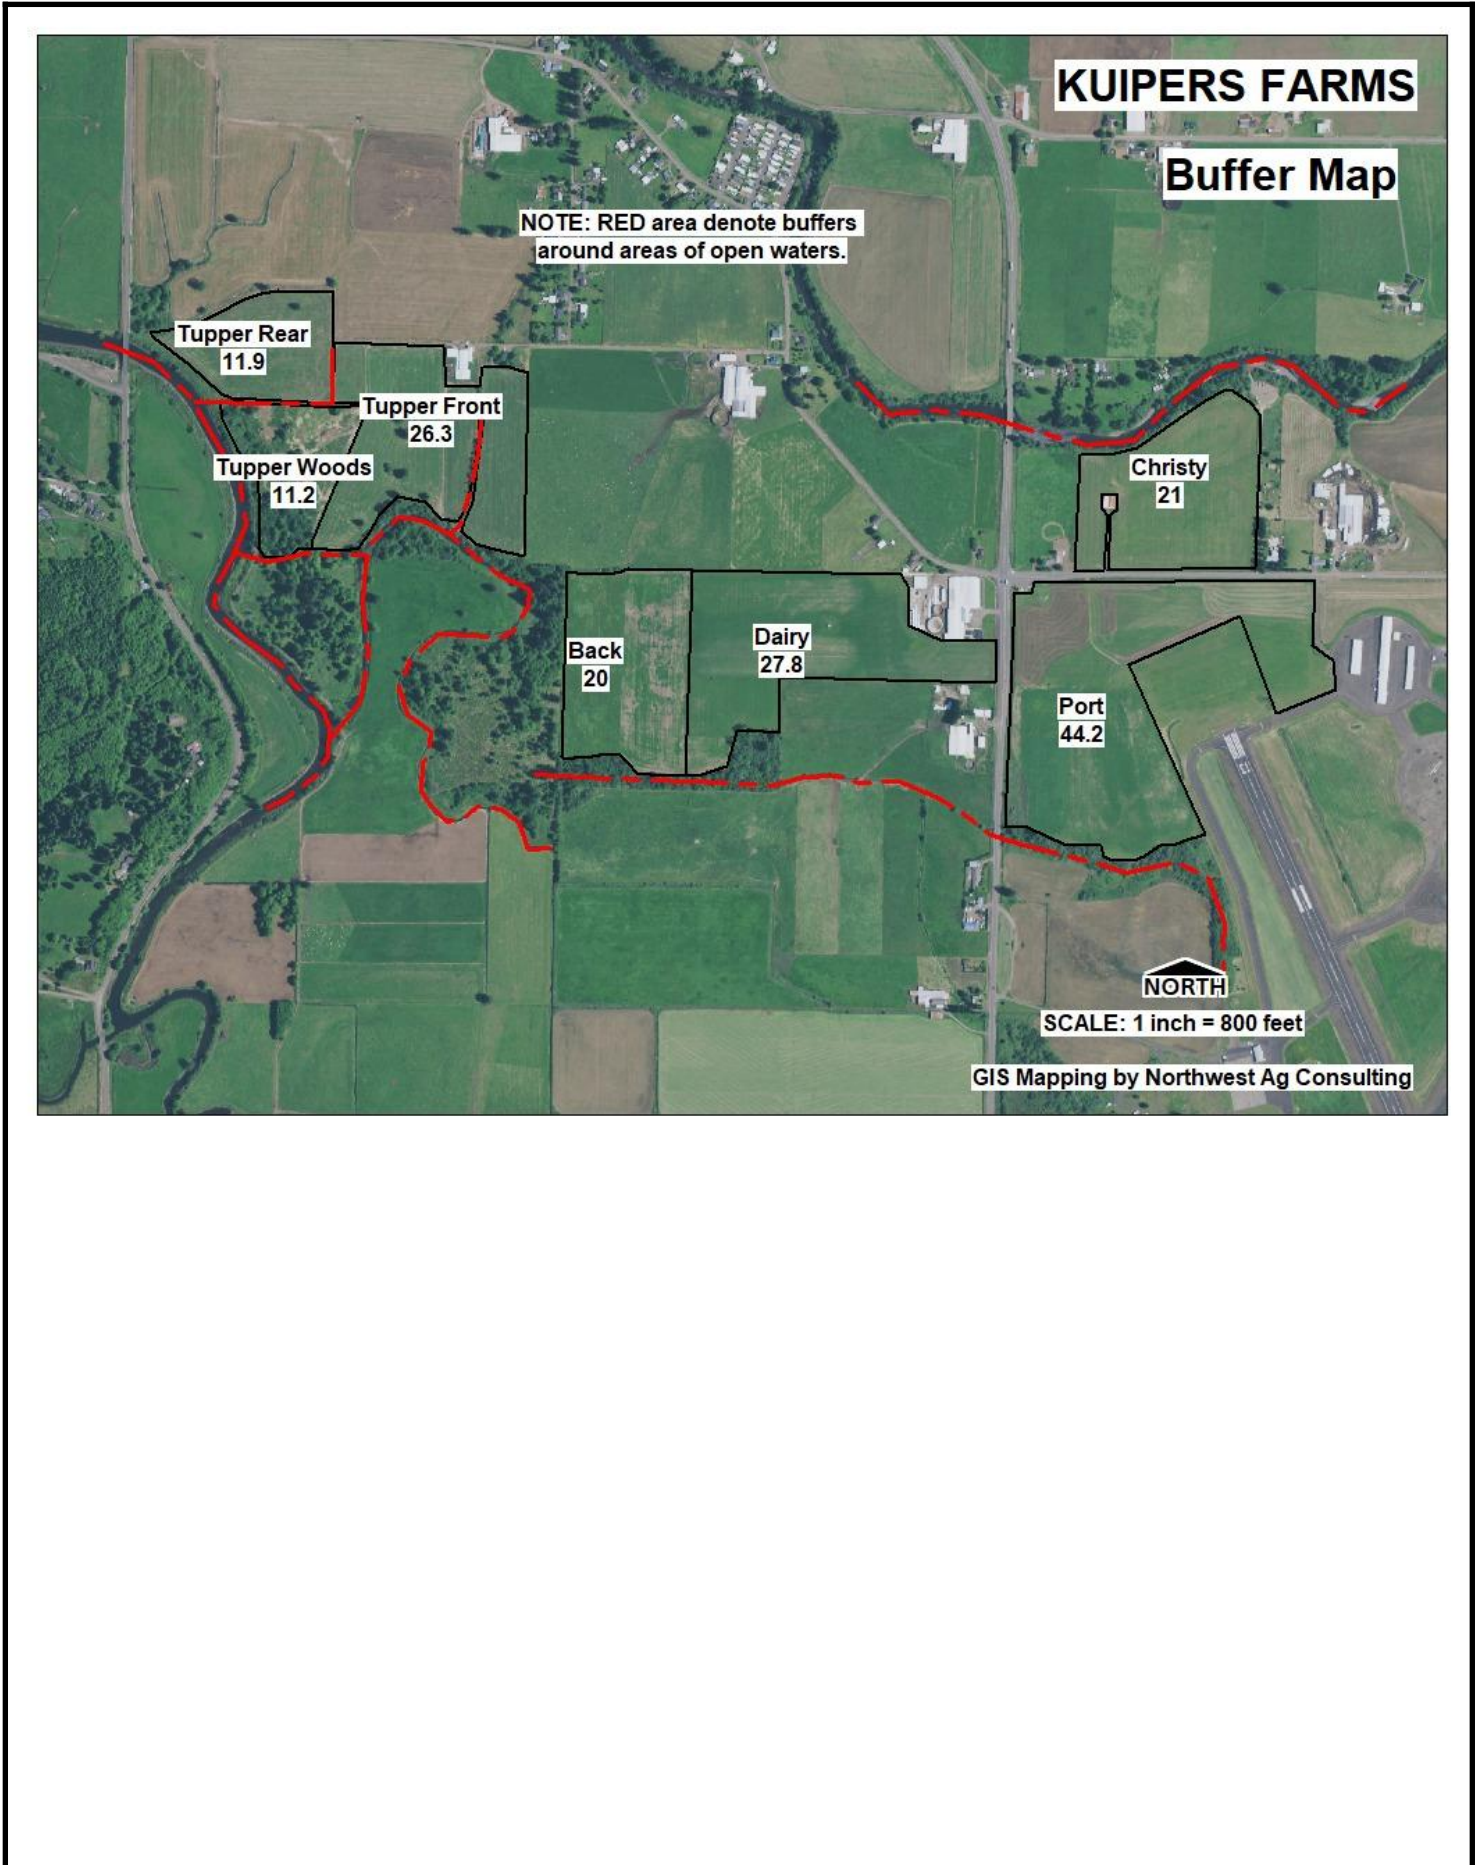 KUIPERS FARMS
Buffer Map
NOTE: RED area denote buffers
around areas of open waters.
Tupper Rear
11.9
Tupper Front
26.3
Tupper Woods
11.2
Christy
21
Back
20
Dairy
27.8
Port
44.2
NORTH
SCALE: 1 inch = 800 feet
GIS Mapping by Northwest Ag Consulting